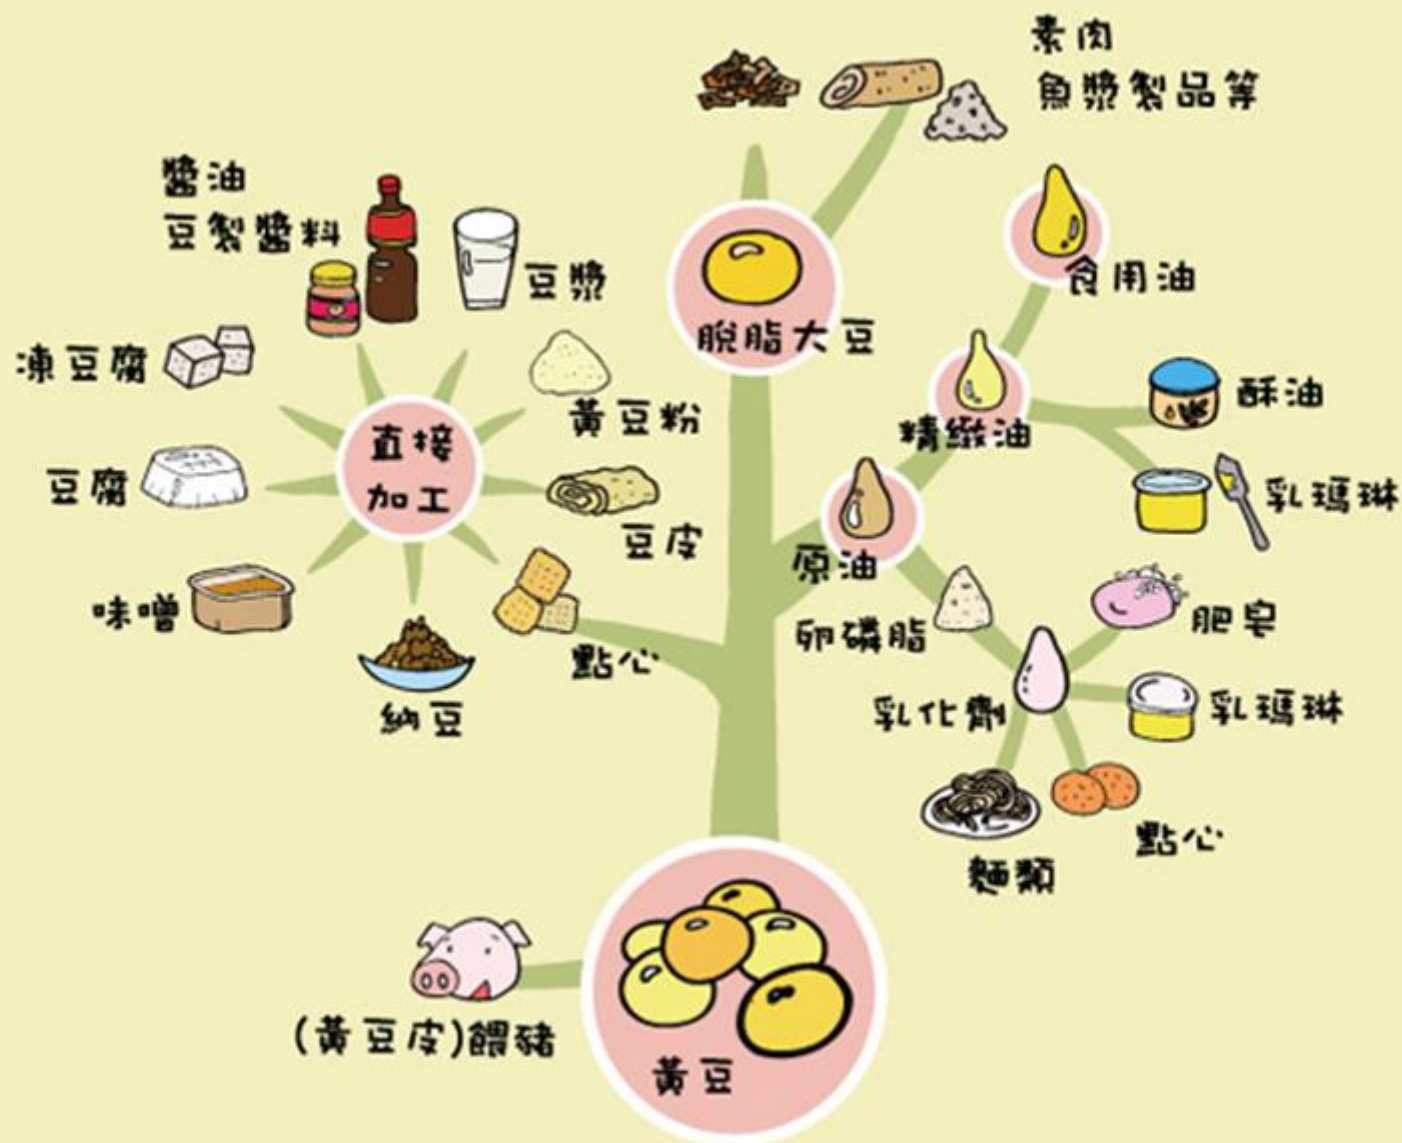 素肉
魚漿製品等
醬油
豆製醬料
豆漿
食用油
脫脂大豆
凍豆腐
黃豆粉
酥油
直接
加工
精緻油
豆腐
乳瑪琳
豆皮
原油
味噌
卵磷脂
肥皂
點心
納豆
乳化劑
乳瑪琳
點心
麵類
(黃豆皮)餵豬
黃豆